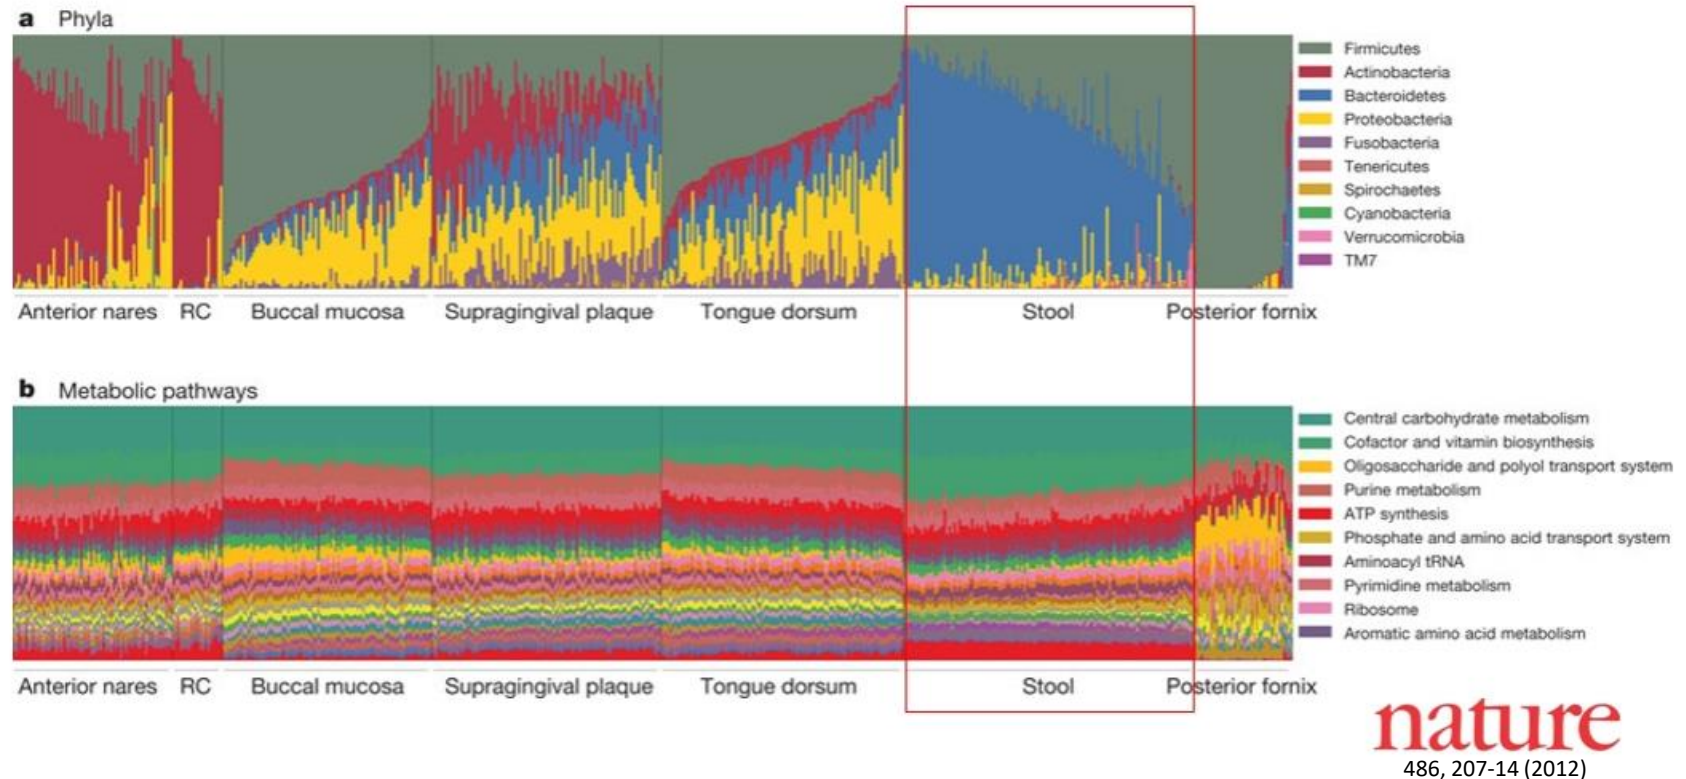 a Phyla
Firmicutes
Actinobacteria
Bacteroidetes
Proteobacteria
Fusobacteria
Tenericutes
Spirochaetes
Cyanobacteria
Verrucomicrobia
TM7
Anterior nares RC Buccal mucosa Supragingival plaque Tongue dorsum Stool Posterior fornix
b Metabolic pathways
Central carbohydrate metabolism
Cofactor and vitamin biosynthesis
Oligosaccharide and polyol transport system
Purine metabolism
ATP synthesis
Phosphate and amino acid transport system
Aminoacyl tRNA
Pyrimidine metabolism
Ribosome
Aromatic amino acid metabolism
Anterior nares RC Buccal mucosa Supragingival plaque Tongue dorsum Stool Posterior fornix
nature
486, 207-14 (2012)